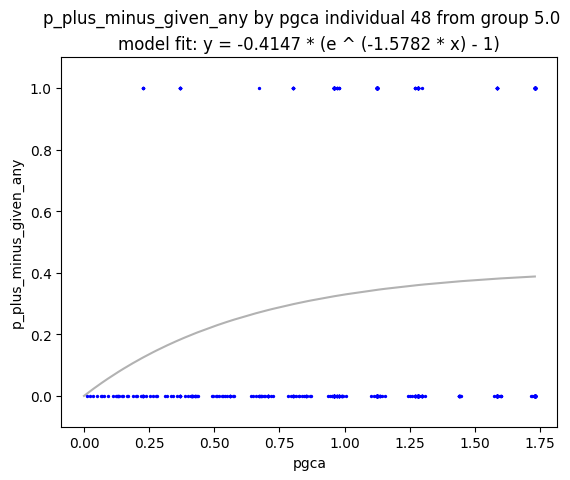 p_plus_minus_given_any by pgca individual 48 from group 5.0
model fit: y = -0.4147 * (e ^ (-1.5782 * x) - 1)
1.0
0.8
0.6
0.4
0.2
0.0
p_plus_minus_given_any
0.00 0.25 0.50 0.75 1.00 1.25 1.50 1.75
pgca